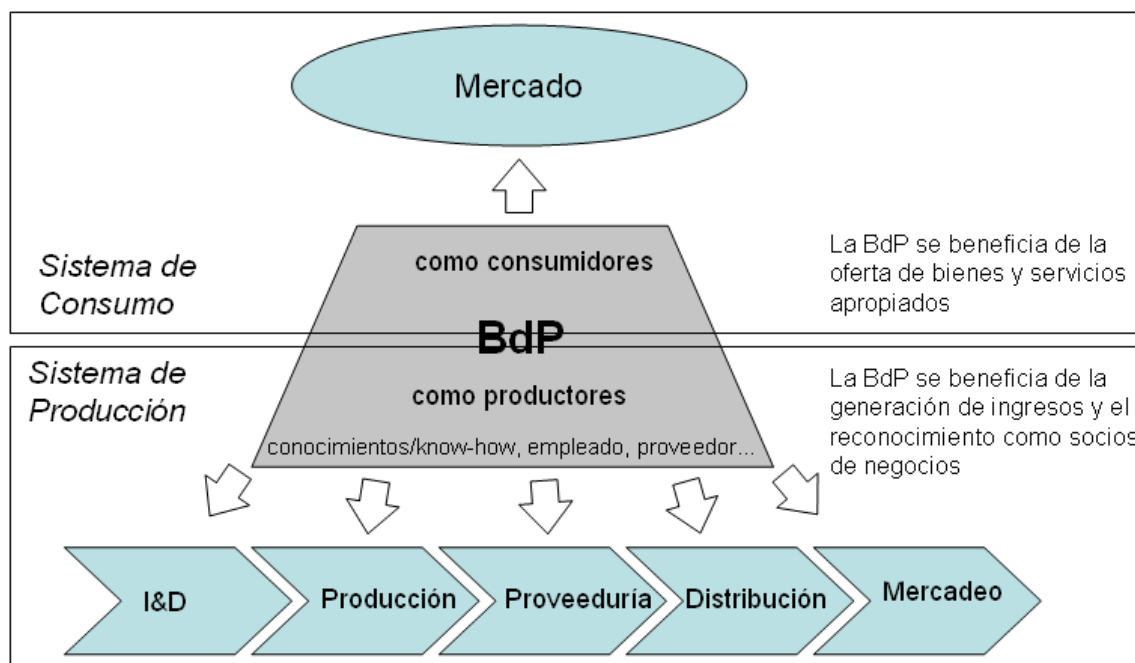 Mercado
como consumidores
Sistema de
Consumo
La BdP se beneficia de la
oferta de bienes y servicios
apropiados
BdP
Sistema de
Producción
como productores
conocimientos/know-how, empleado, proveedor...
La BdP se beneficia de la
generación de ingresos y el
reconocimiento como socios
de negocios
I&D
Producción
Proveeduría
Distribución
Mercadeo